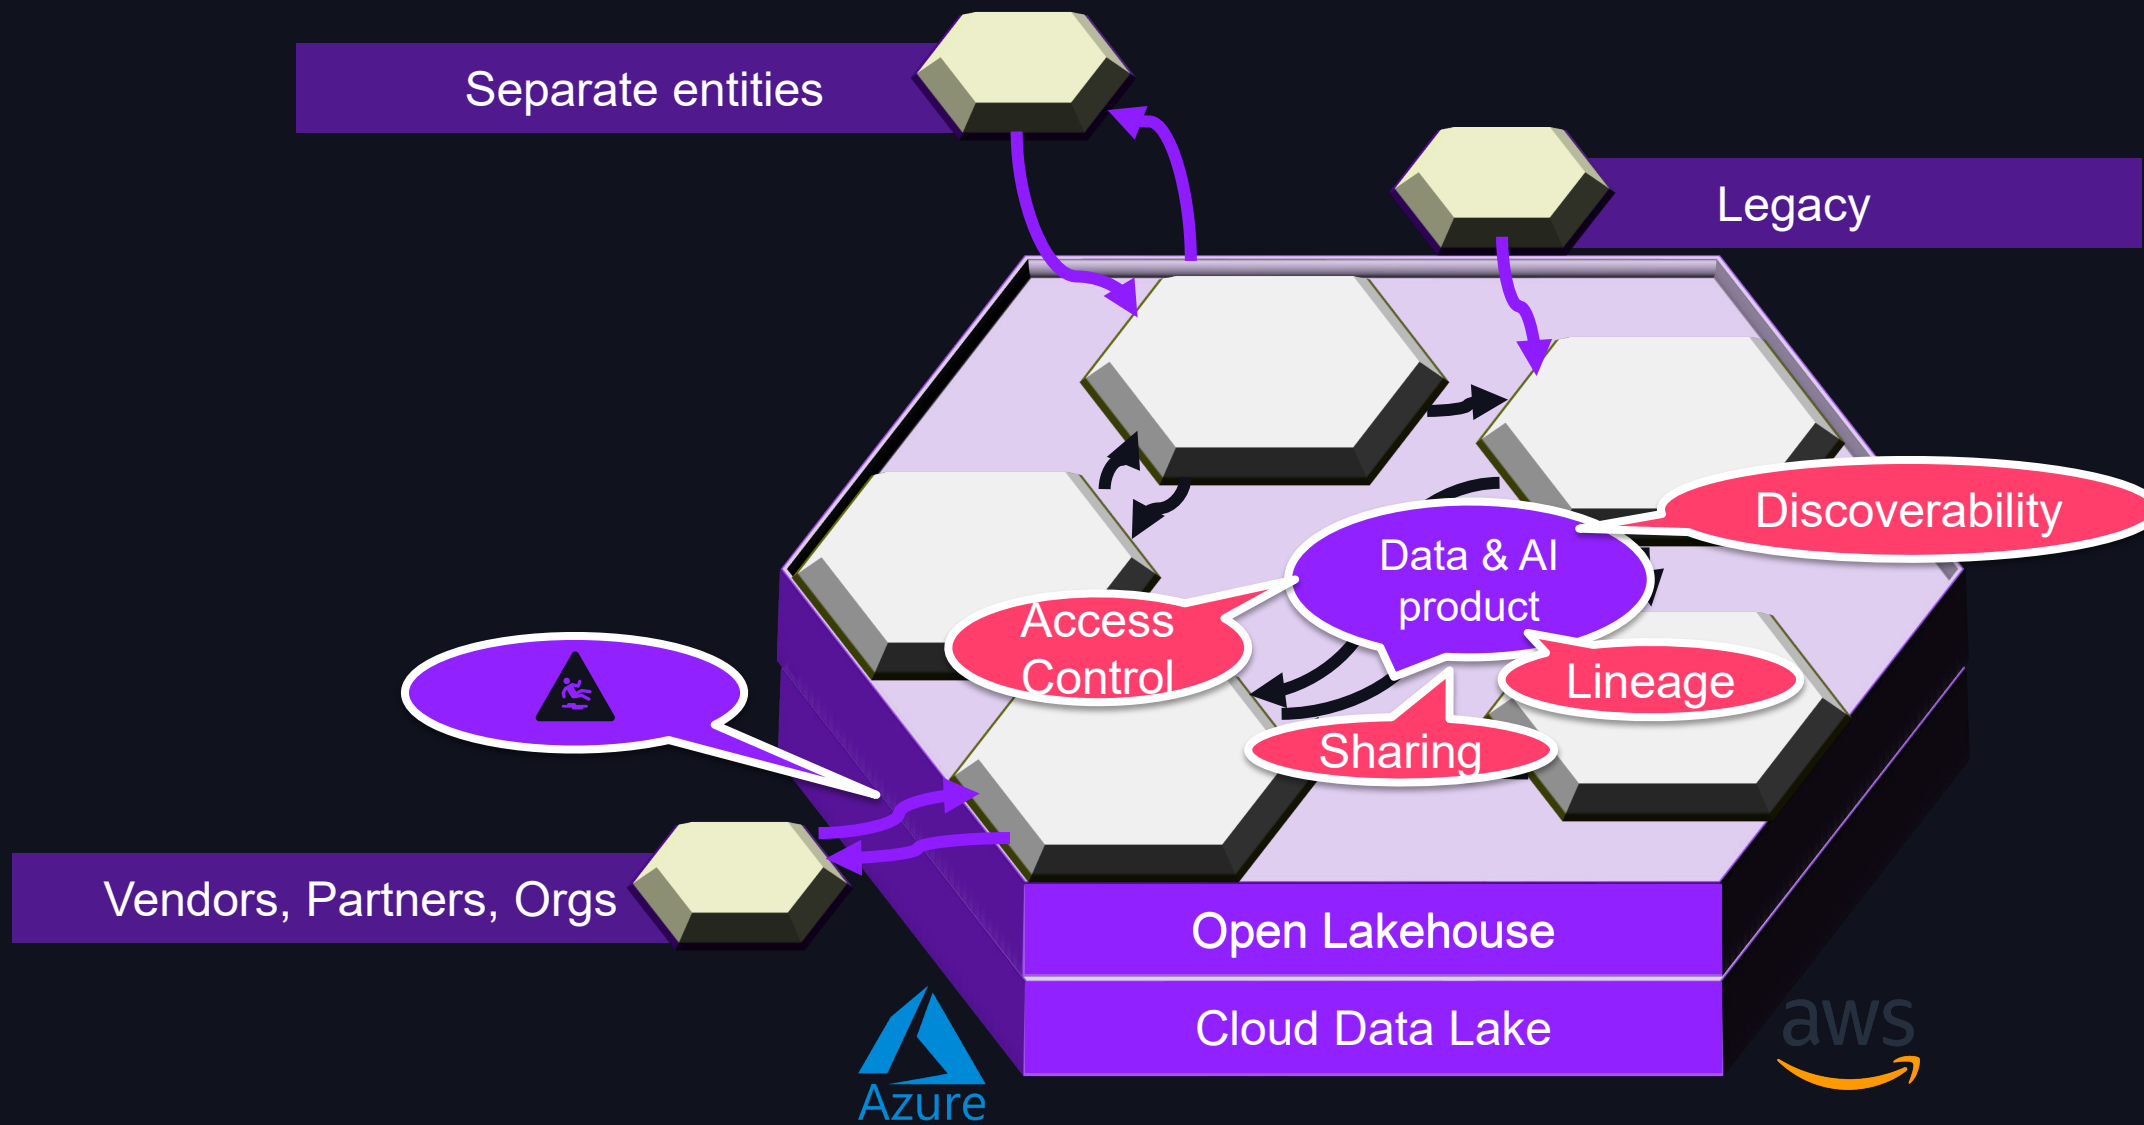 Separate entities
Legacy
Discoverability
Data & AI
product
Access
Control
Lineage
Sharing
Vendors, Partners, Orgs
Open Lakehouse
Cloud Data Lake
Azure
aws